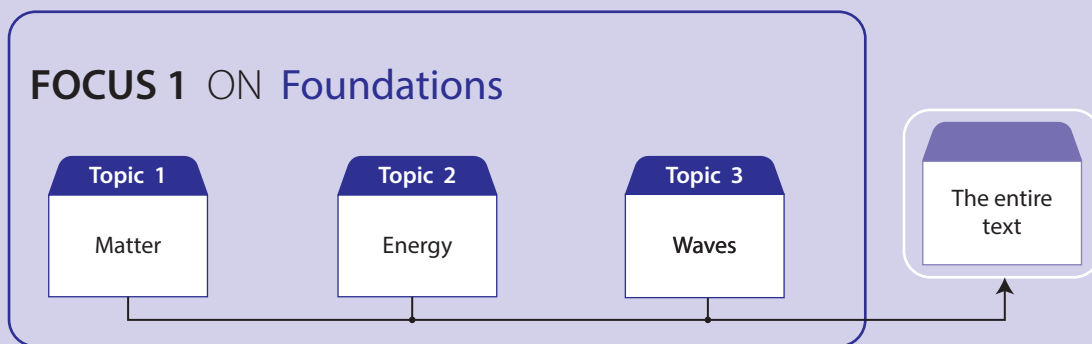 FOCUS 1 ON Foundations
Topic 1
Matter
Topic 2
Energy
Topic 3
Waves
The entire
text